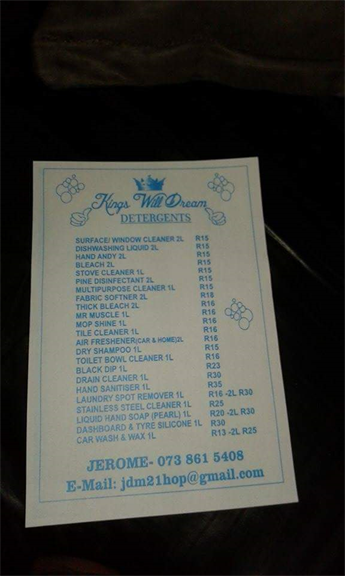 Kings Will Dream
DETERGENTS
SURFACE/ WINDOW CLEANER 2L R15
DISHWASHING LIQUID 2L R15
HAND ANDY 2L R15
BLEACH 2L R15
STOVE CLEANER 1L R15
PINE DISINFECTANT 2L R15
MULTIPURPOSE CLEANER 1L R15
FABRIC SOFTNER 2L R18
THICK BLEACH 2L R16
MR MUSCLE 1L R16
MOP SHINE 1L R16
TILE CLEANER 1L R16
AIR FRESHENER(CAR & HOME)2L R16
DRY SHAMPOO 1L R15
TOILET BOWL CLEANER 1L R16
BLACK DIP 1L R23
DRAIN CLEANER 1L R30
HAND SANITISER 1L R35
LAUNDRY SPOT REMOVER 1L R16 -2L R30
STAINLESS STEEL CLEANER 1L R25
LIQUID HAND SOAP (PEARL) 1L R20 -2L R30
DASHBOARD & TYRE SILICONE 1L R30
CAR WASH & WAX 1L R13 -2L R25
JEROME- 073 861 5408
E-Mail: jdm21hop@gmail.com